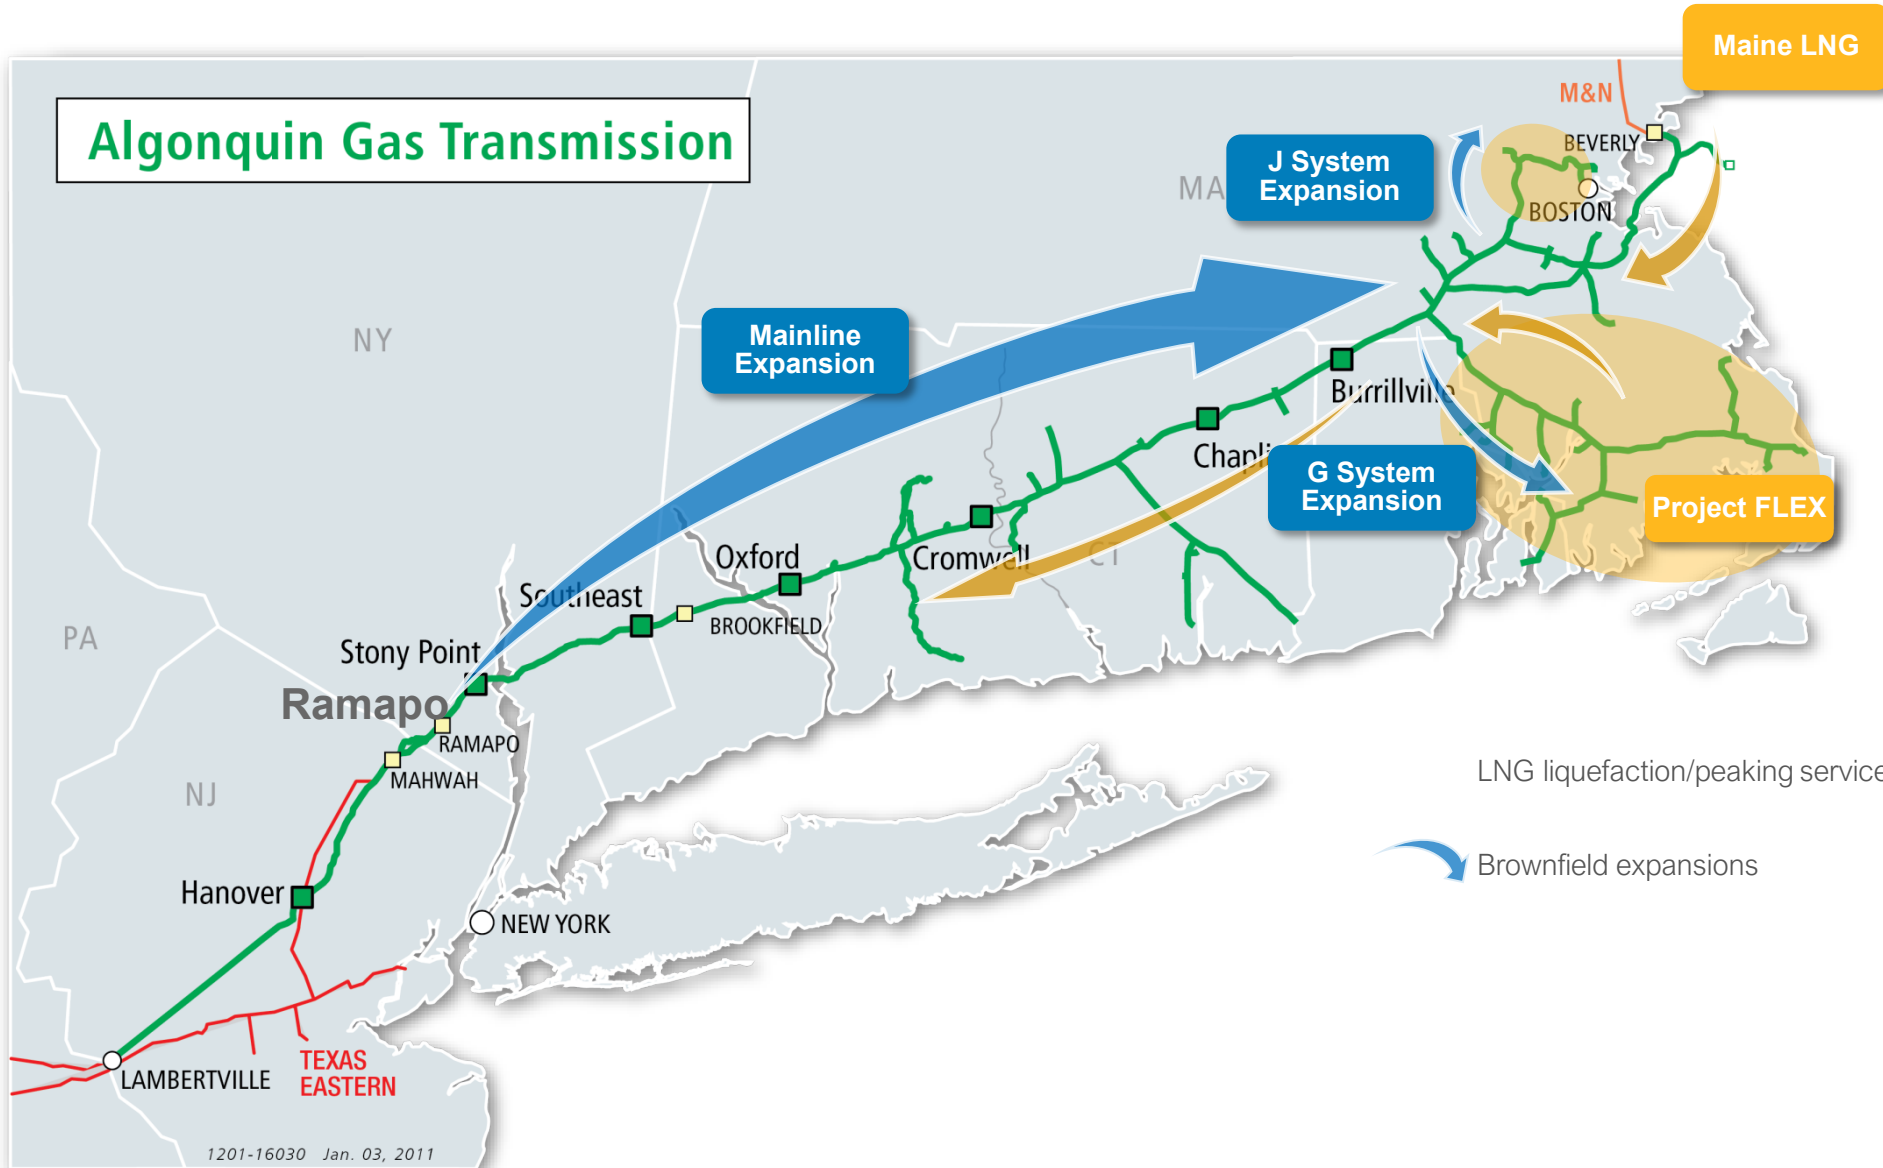 Maine LNG
Algonquin Gas Transmission
M&N
BEVERLY
J System
Expansion
MA
BOSTON
NY
Mainline
Expansion
Burrillville
Chapli
G System
Expansion
Project FLEX
Oxford
Cromwell
CT
Southeast
BROOKFIELD
PA
Stony Point
Ramapo
RAMAPO
MAHWAH
NJ
LNG liquefaction/peaking service
Brownfield expansions
Hanover
NEW YORK
TEXAS
EASTERN
LAMBERTVILLE
1201-16030 Jan. 03, 2011